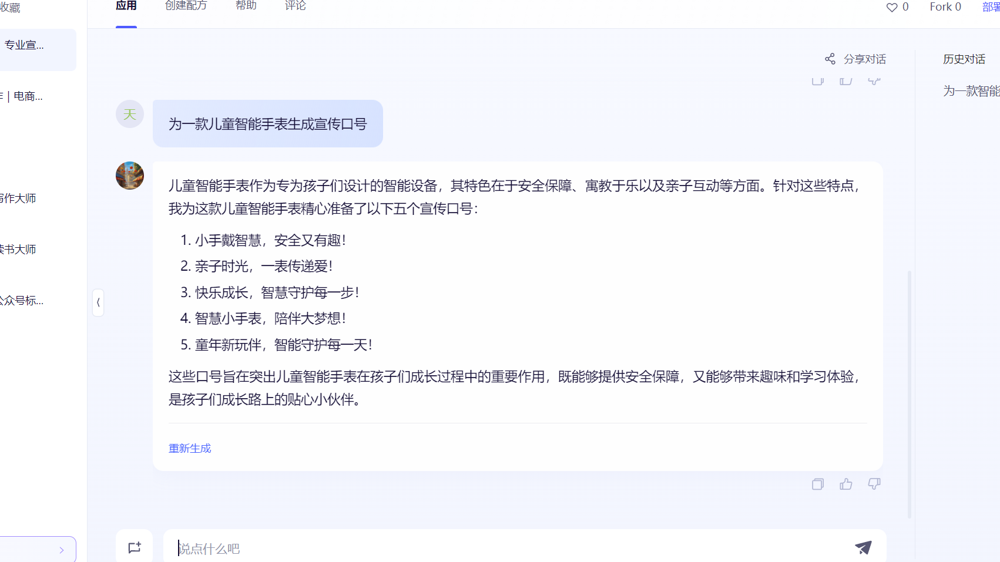 收藏
应用 创建配方 帮助 评论
0 Fork 0 部署
专业宣...
| 电商...
写作大师
读书大师
公众号标...
分享对话
历史对话
为一款智能
天
为一款儿童智能手表生成宣传口号
儿童智能手表作为专为孩子们设计的智能设备，其特色在于安全保障、寓教于乐以及亲子互动等方面。针对这些特点，
我为这款儿童智能手表精心准备了以下五个宣传口号：
1. 小手戴智慧，安全又有趣！
2. 亲子时光，一表传递爱！
3. 快乐成长，智慧守护每一步！
4. 智慧小手表，陪伴大梦想！
5. 童年新玩伴，智能守护每一天！
这些口号旨在突出儿童智能手表在孩子们成长过程中的重要作用，既能够提供安全保障，又能够带来趣味和学习体验，
是孩子们成长路上的贴心小伙伴。
重新生成
说点什么吧